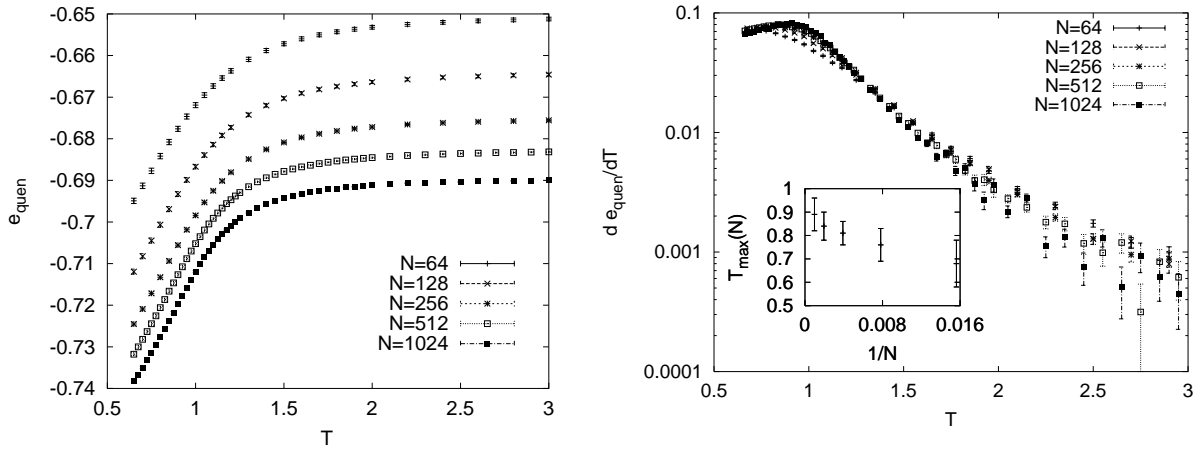 -0.65
-0.66
-0.67
-0.68
-0.69
-0.7
-0.71
-0.72
-0.73
-0.74
e_quen
0.5 1 1.5 2 2.5 3
T
N=64
N=128
N=256
N=512
N=1024
0.1
0.01
0.001
0.0001
d e_quen/dT
0.5 1 1.5 2 2.5 3
T
N=64
N=128
N=256
N=512
N=1024
1
0.9
0.8
0.7
0.6
0.5
T_max(N)
0 0.008 0.016
1/N